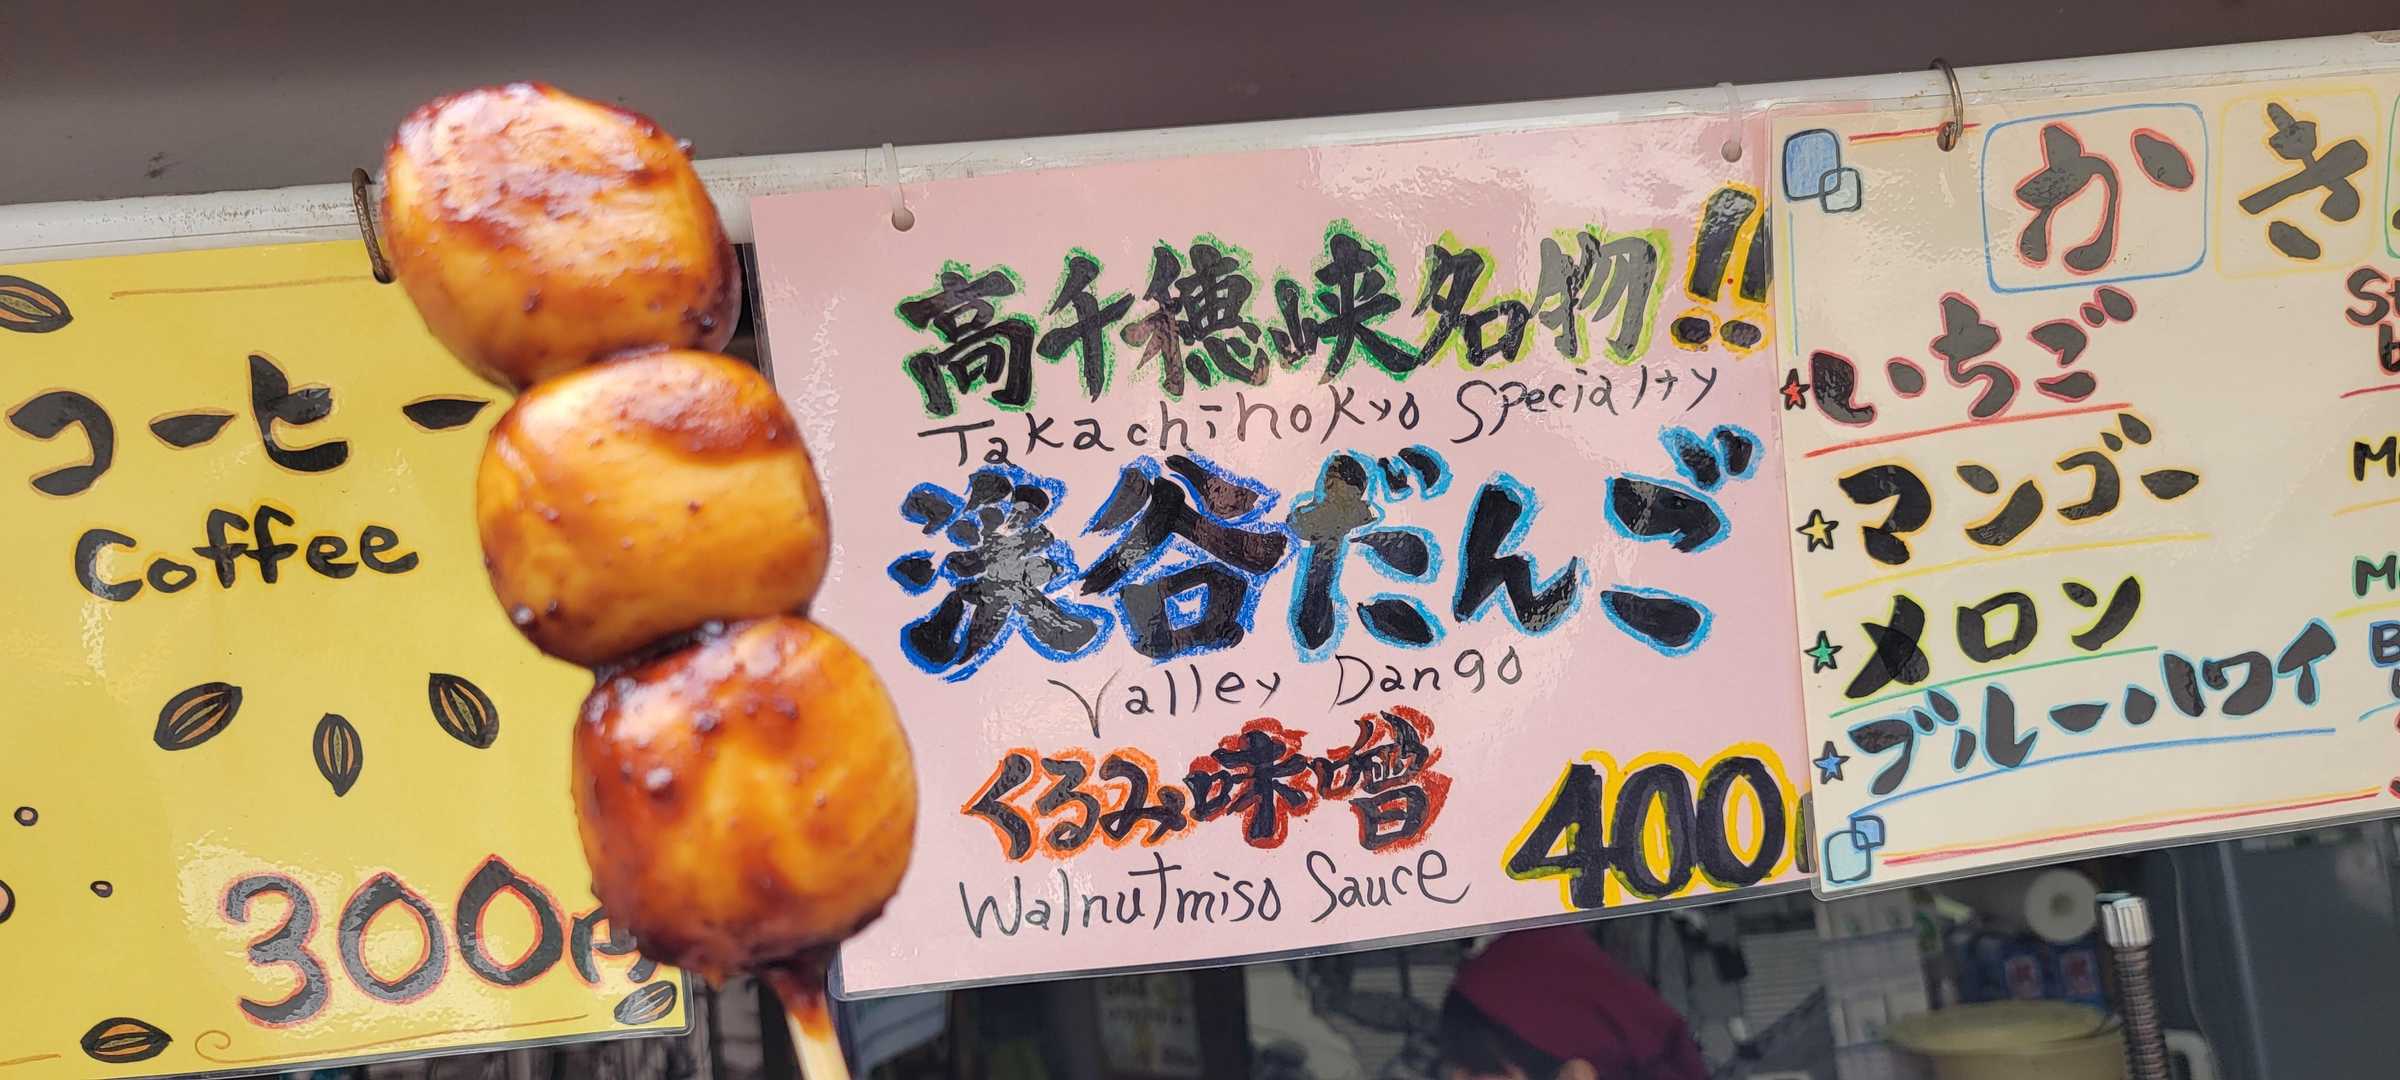 コーヒー
Coffee
300円
高千穂峡名物!!
Takachihokyo Specialty
渓谷だんご
Valley Dango
くるみ味噌
Walnutmiso Sauce
400
かき
いちご
マンゴー
メロン
ブルーハワイ